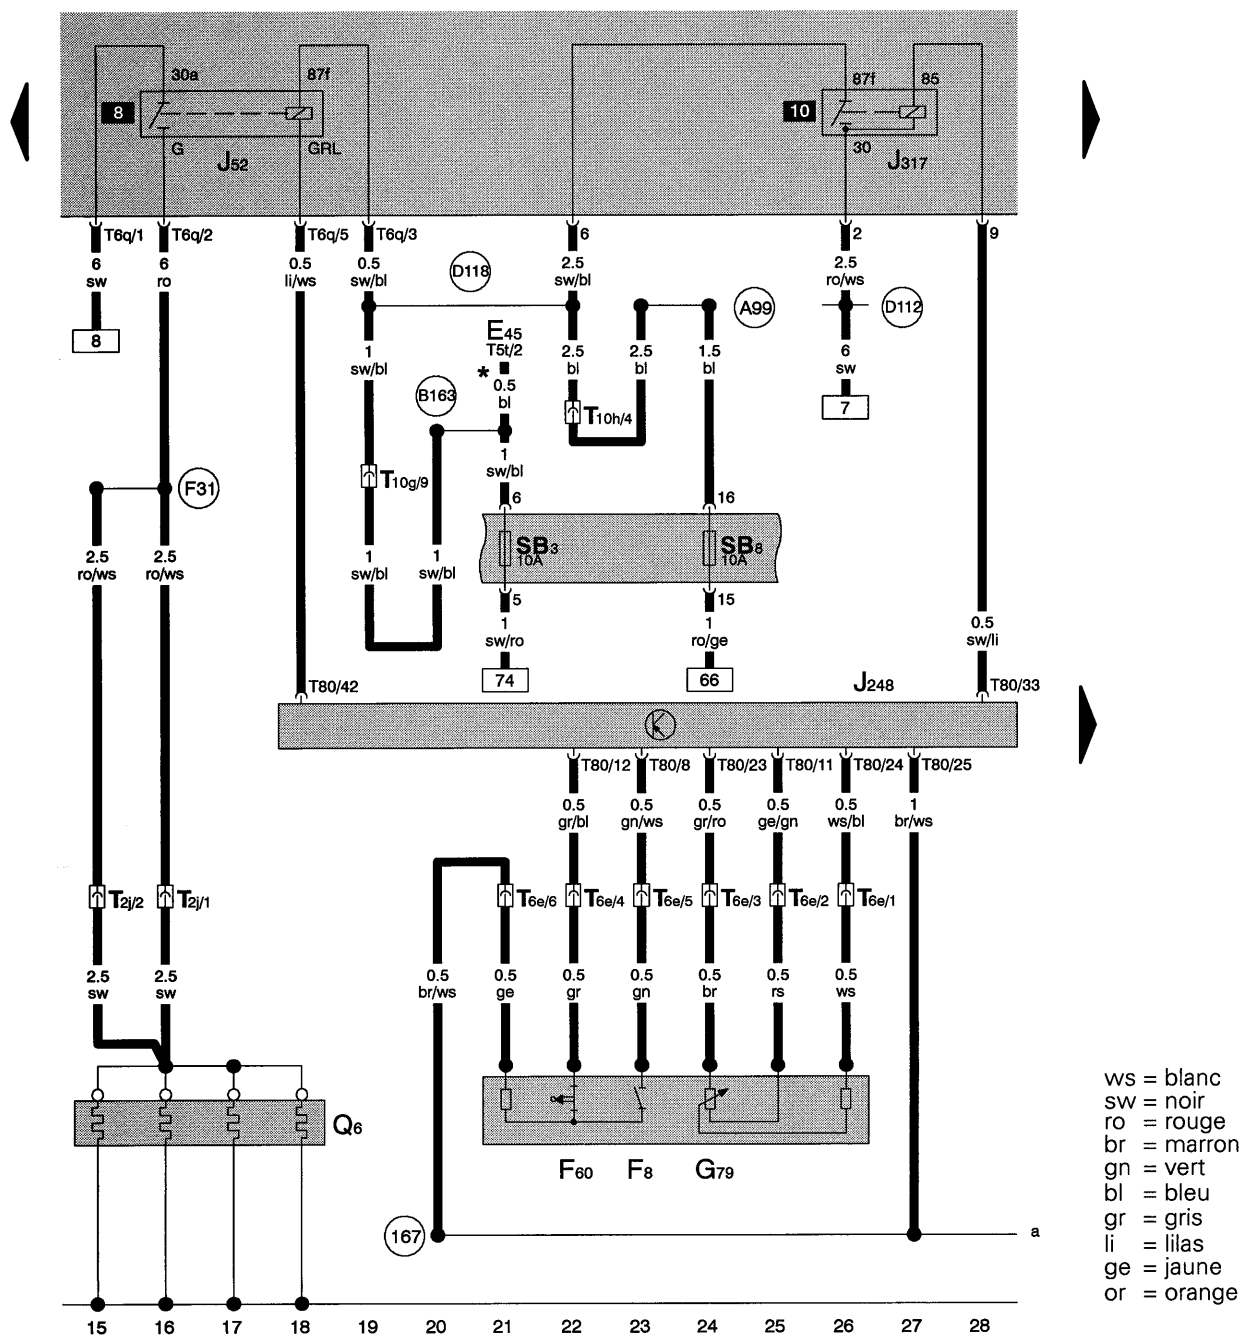 30a 87f 87f 85
8 10
G GRL 30
J52 J317
T6q/1 T6q/2 T6q/5 T6q/3 6 2 9
6 6 0.5 0.5 D118 2.5 2.5
sw ro li/ws sw/bl sw/bl ro/ws
A99 D112
8 E45
T5t/2
1 2.5 2.5 1.5 6
sw/bl bl bl bl sw
* 0.5
B163 bl 7
T10h/4
1
sw/bl
T10g/9
F31 6 16
2.5 2.5 1 1 SB3 SB8
ro/ws ro/ws sw/bl sw/bl 10A 10A
5 15
1 1 0.5
sw/ro ro/ge sw/li
74 66
T80/42 J248 T80/33
T80/12 T80/8 T80/23 T80/11 T80/24 T80/25
0.5 0.5 0.5 0.5 0.5 1
gr/bl gn/ws gr/ro ge/gn ws/bl br/ws
T2j/2 T2j/1 T6e/6 T6e/4 T6e/5 T6e/3 T6e/2 T6e/1
2.5 2.5 0.5 0.5 0.5 0.5 0.5 0.5 0.5
sw sw br/ws ge gr gn br rs ws
Q6
F60 F8 G79
167 a
15 16 17 18 19 20 21 22 23 24 25 26 27 28
ws = blanc
sw = noir
ro = rouge
br = marron
gn = vert
bl = bleu
gr = gris
li = lilas
ge = jaune
or = orange